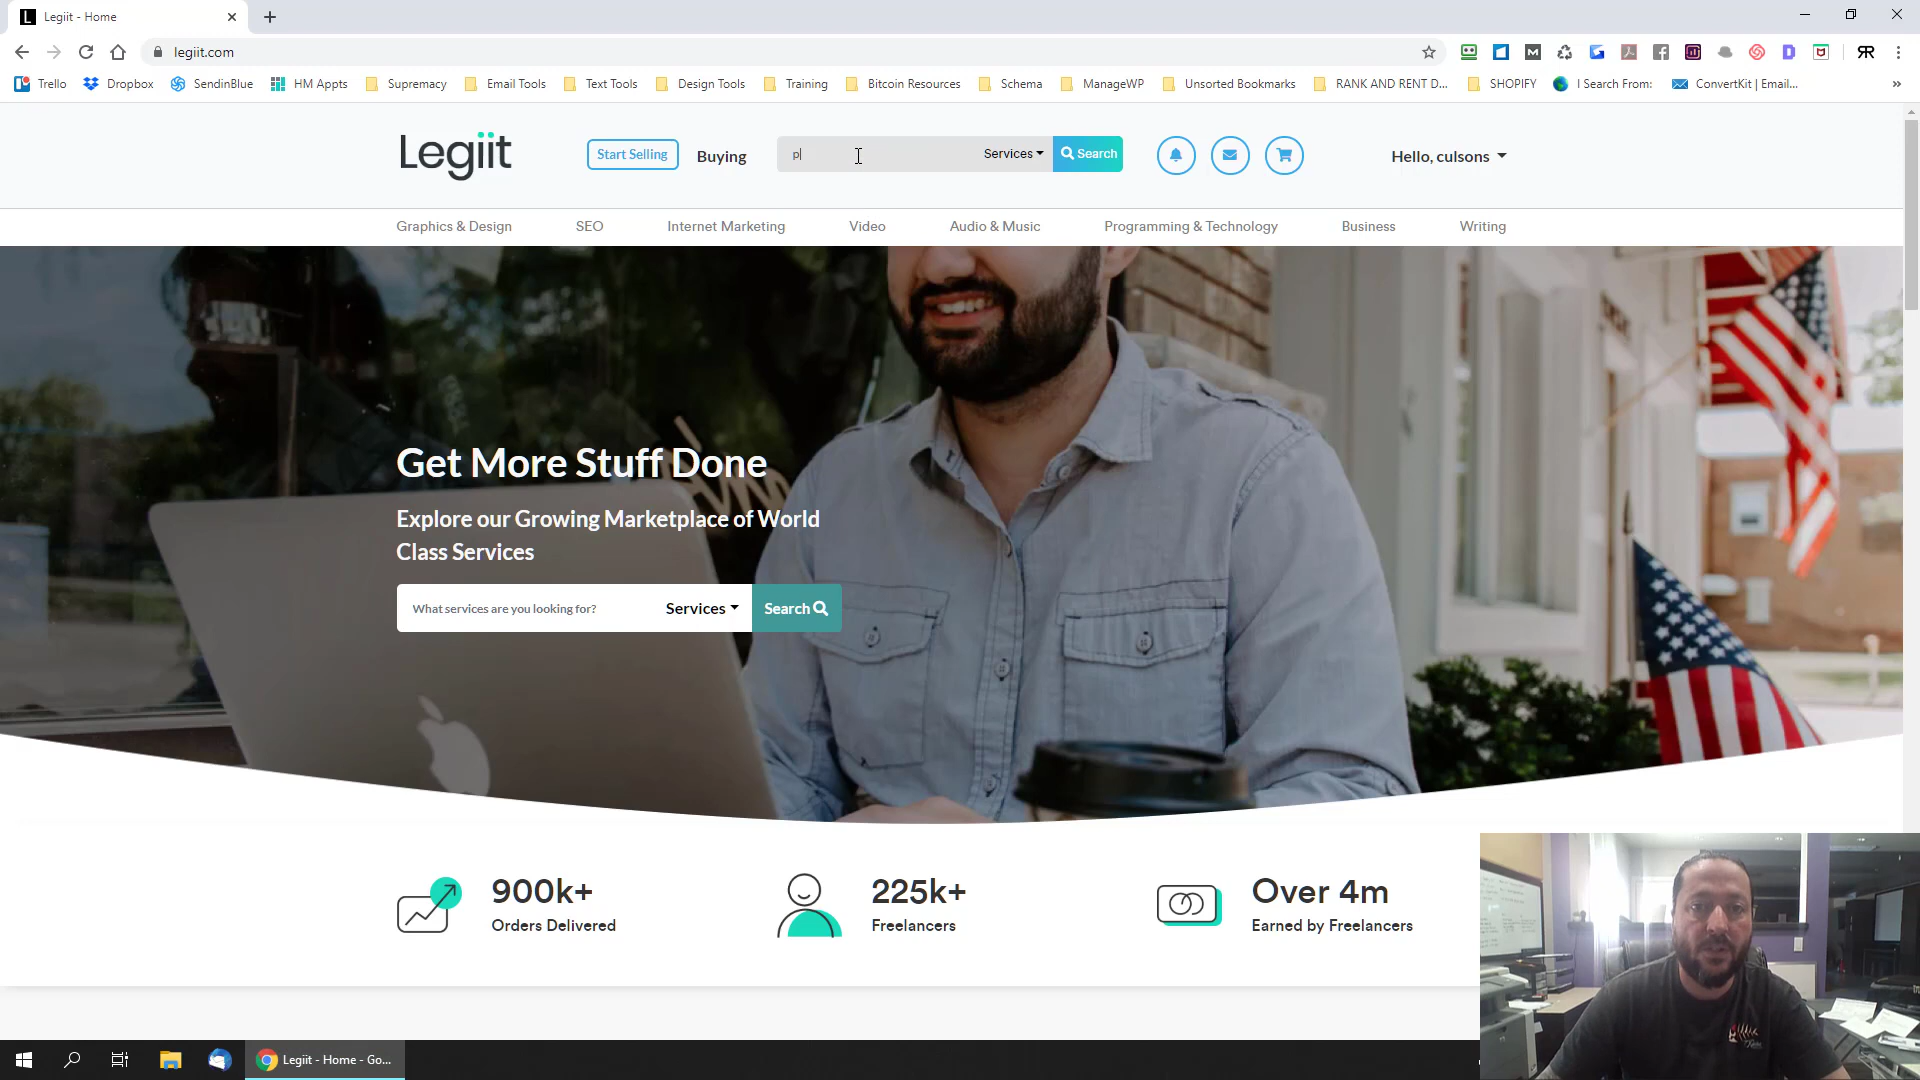 Legiit - Home
legiit.com
Trello Dropbox SendinBlue HM Appts Supremacy Email Tools Text Tools Design Tools Training Bitcoin Resources Schema ManageWP Unsorted Bookmarks RANK AND RENT D... SHOPIFY I Search From: ConvertKit | Email...
Legiit Start Selling Buying p Services Search Hello, culsons
Graphics & Design SEO Internet Marketing Video Audio & Music Programming & Technology Business Writing
Get More Stuff Done
Explore our Growing Marketplace of World
Class Services
What services are you looking for? Services Search
900k+ 225k+ Over 4m
Orders Delivered Freelancers Earned by Freelancers
Legiit - Home - Go...